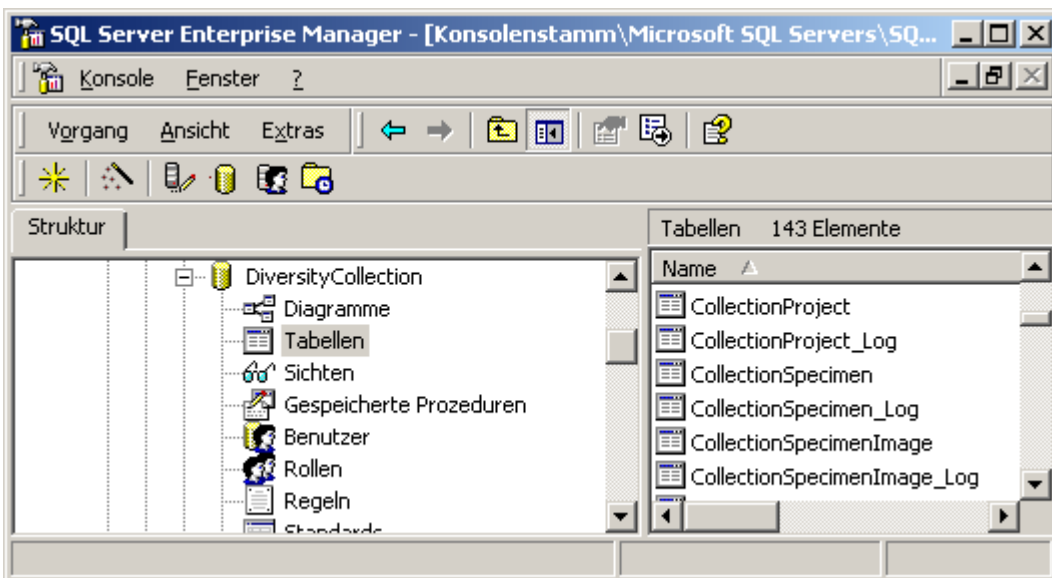 SQL Server Enterprise Manager - [Konsolenstamm\Microsoft SQL Servers\SQ...
Konsole Fenster ?
Vorgang Ansicht Extras
Struktur
Tabellen 143 Elemente
DiversityCollection
Diagramme
Tabellen
Sichten
Gespeicherte Prozeduren
Benutzer
Rollen
Regeln
Standards
Name
CollectionProject
CollectionProject_Log
CollectionSpecimen
CollectionSpecimen_Log
CollectionSpecimenImage
CollectionSpecimenImage_Log